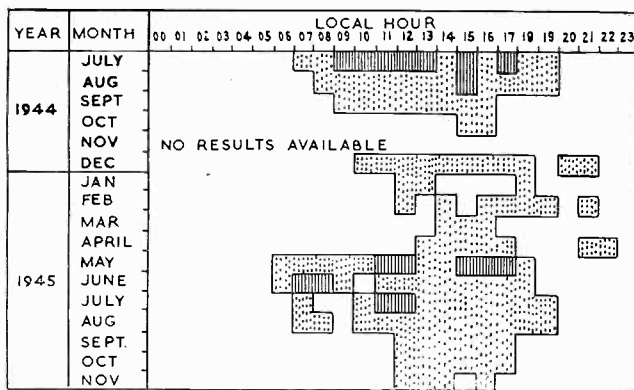 YEAR MONTH LOCAL HOUR
00 01 02 03 04 05 06 07 08 09 10 11 12 13 14 15 16 17 18 19 20 21 22 23
1944
JULY
AUG
SEPT
OCT
NOV NO RESULTS AVAILABLE
DEC
1945
JAN
FEB
MAR
APRIL
MAY
JUNE
JULY
AUG
SEPT.
OCT
NOV